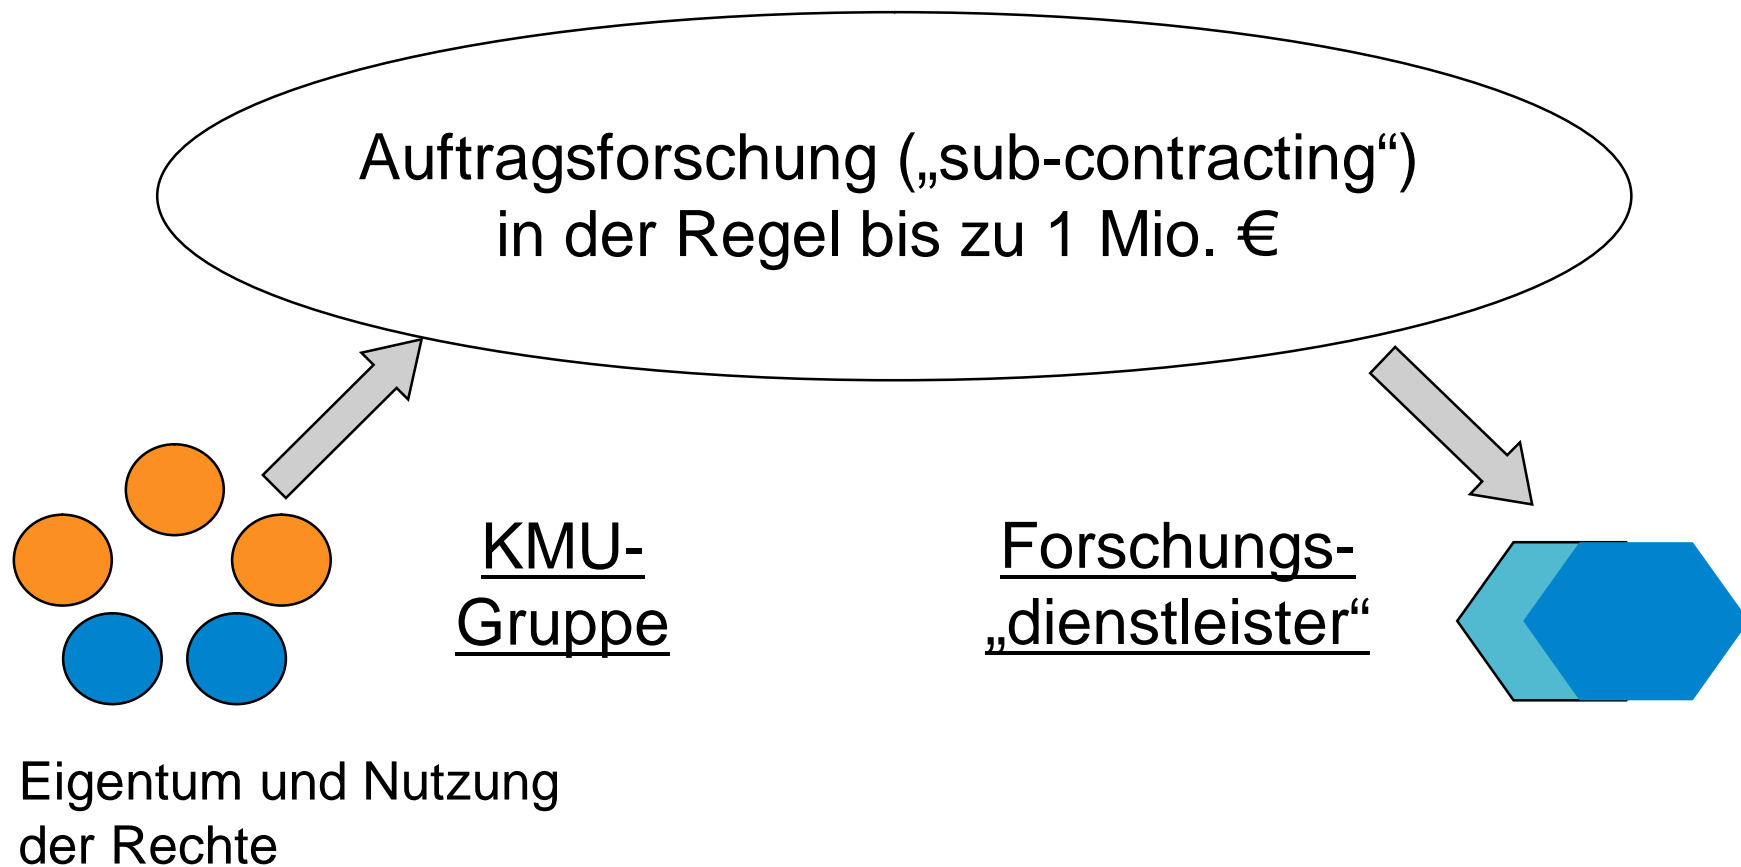 Auftragsforschung („sub-contracting“)
in der Regel bis zu 1 Mio. €
KMU-
Gruppe
Forschungs-
„dienstleister“
Eigentum und Nutzung
der Rechte